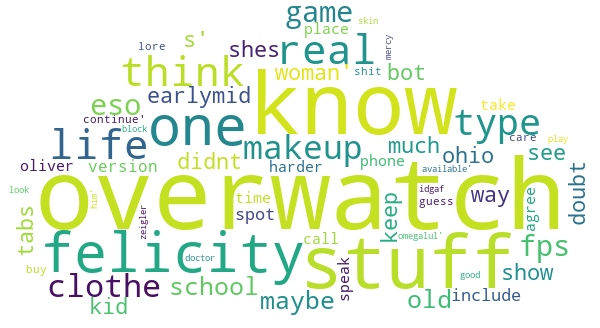 game
skin
lore
s'
shes
place
real
mercy
think
know
woman'
shit
bot
eso
earlymid
take
continue'
block
life
one
makeup
much
type
care
play
oliver
version
didnt
harder
phone
ohio
see
available'
doubt
look
overwatch
him'
time
spot
keep
idgaf
guess
way
agree
tabs
zeigler
felicity
call
omegalul'
stuff
fps
buy
doctor
good
show
clothe
school
speak
kid
maybe
old
include